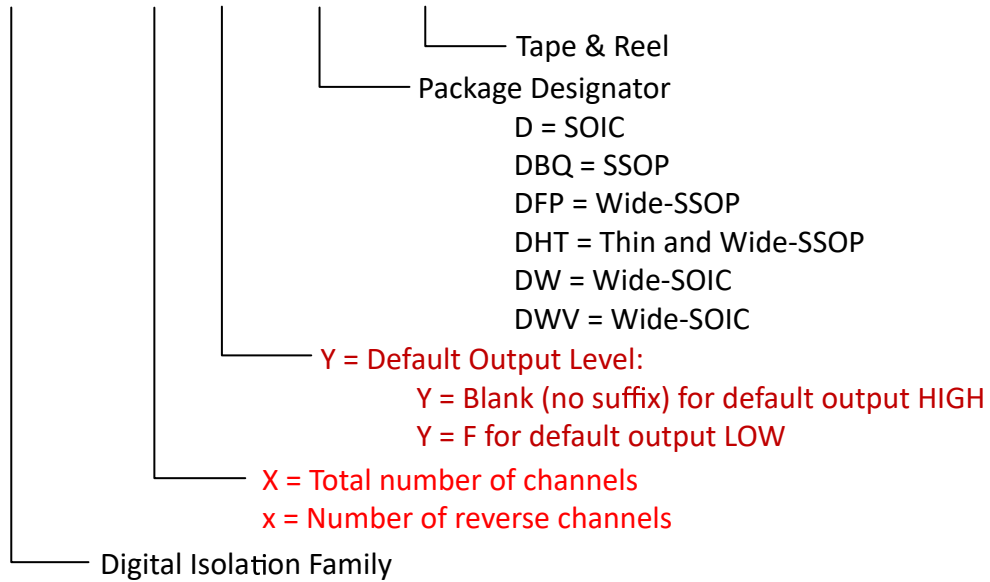 Tape & Reel
Package Designator
D = SOIC
DBQ = SSOP
DFP = Wide-SSOP
DHT = Thin and Wide-SSOP
DW = Wide-SOIC
DWV = Wide-SOIC
Y = Default Output Level:
Y = Blank (no suffix) for default output HIGH
Y = F for default output LOW
X = Total number of channels
x = Number of reverse channels
Digital Isolation Family